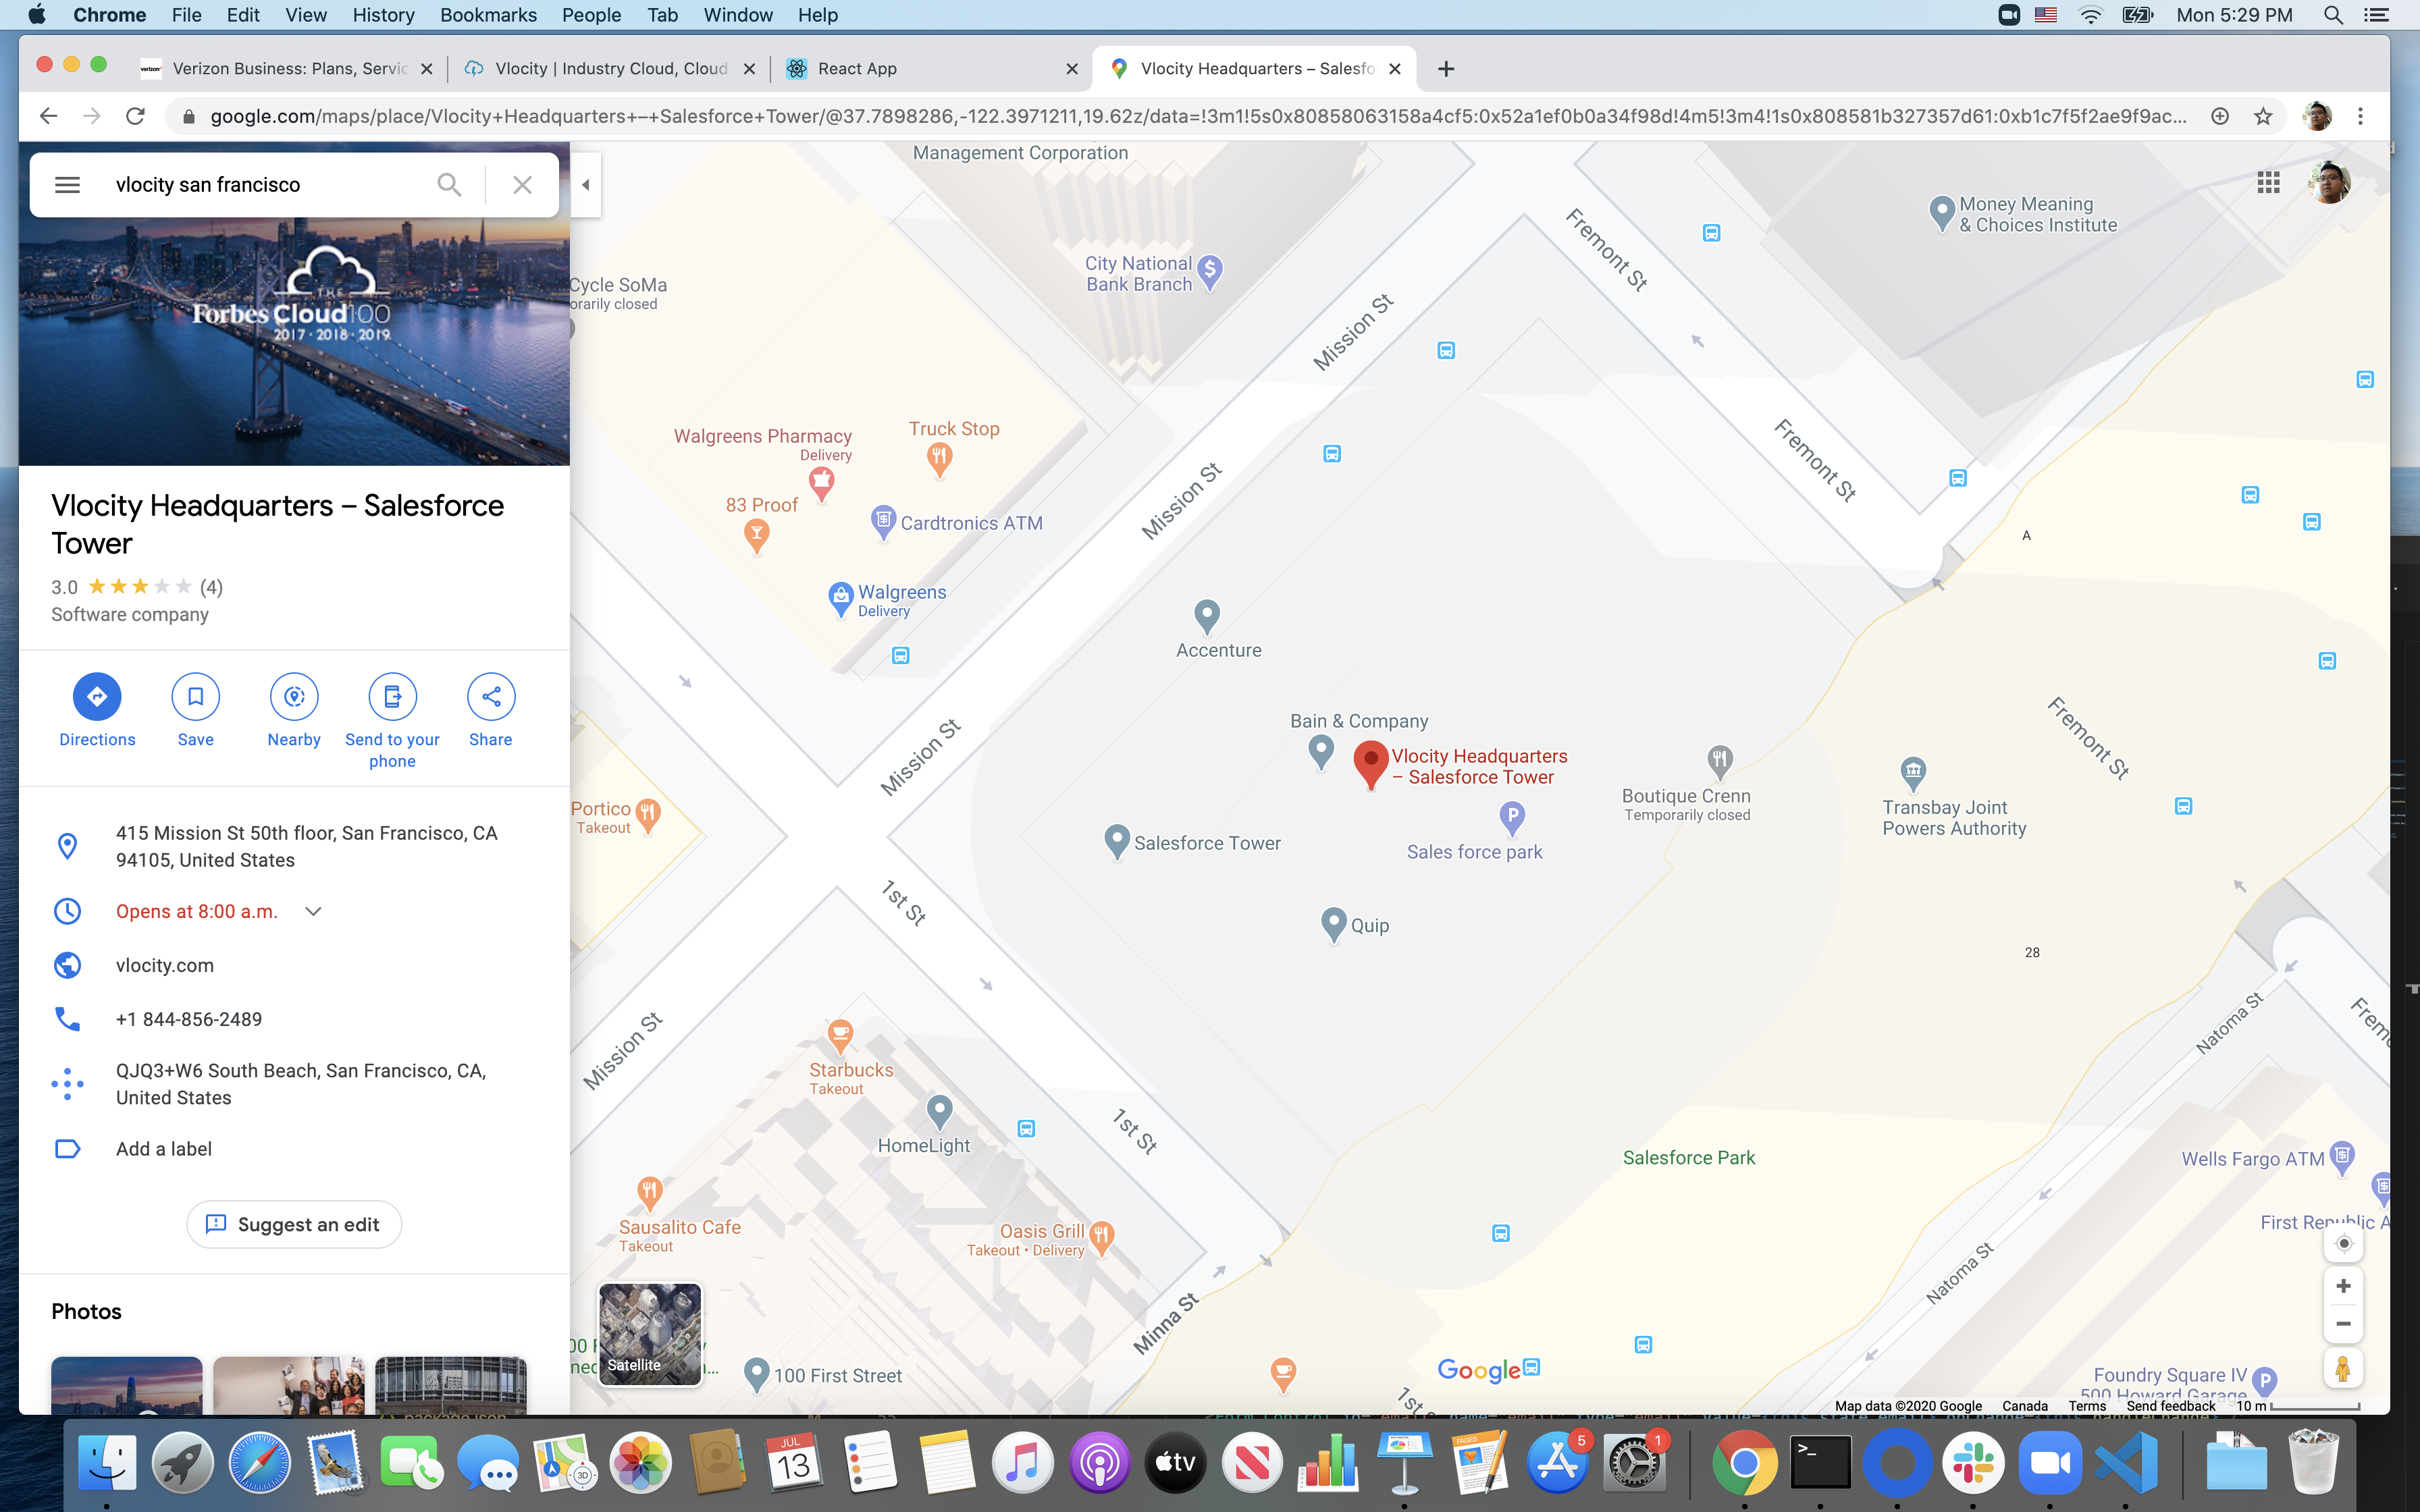 Chrome File Edit View History Bookmarks People Tab Window Help
Mon 5:29 PM
verizon
Verizon Business: Plans, Servic
Vlocity | Industry Cloud, Cloud
React App
Vlocity Headquarters – Salesfo
google.com/maps/place/Vlocity+Headquarters+–+Salesforce+Tower/@37.7898286,-122.3971211,19.62z/data=!3m1!5s0x80858063158a4cf5:0x52a1ef0b0a34f98d!4m5!3m4!1s0x808581b327357d61:0xb1c7f5f2ae9f9ac...
vlocity san francisco
THE
Forbes Cloud100
2017 · 2018 · 2019
Vlocity Headquarters – Salesforce
Tower
3.0 (4)
Software company
Directions
Save
Nearby
Send to your
phone
Share
415 Mission St 50th floor, San Francisco, CA
94105, United States
Opens at 8:00 a.m.
vlocity.com
+1 844-856-2489
QJQ3+W6 South Beach, San Francisco, CA,
United States
Add a label
Suggest an edit
Photos
Management Corporation
Money Meaning
& Choices Institute
City National
Bank Branch
Cycle SoMa
orarily closed
Fremont St
Mission St
Walgreens Pharmacy
Delivery
Truck Stop
83 Proof
Cardtronics ATM
Mission St
Fremont St
A
Walgreens
Delivery
Accenture
Bain & Company
Vlocity Headquarters
– Salesforce Tower
Mission St
Fremont St
Portico
Takeout
Boutique Crenn
Temporarily closed
Transbay Joint
Powers Authority
Salesforce Tower
Sales force park
1st St
Quip
28
Mission St
Natoma St
Frem
Starbucks
Takeout
HomeLight
1st St
Salesforce Park
Wells Fargo ATM
Sausalito Cafe
Takeout
Oasis Grill
Takeout • Delivery
First Republic A
Natoma St
Minna St
Satellite
100 First Street
Google
1st
Foundry Square IV
500 Howard Garage
Map data ©2020 Google Canada Terms Send feedback 10 m
3D
JUL
13
tv
PAGES
5
1
>_